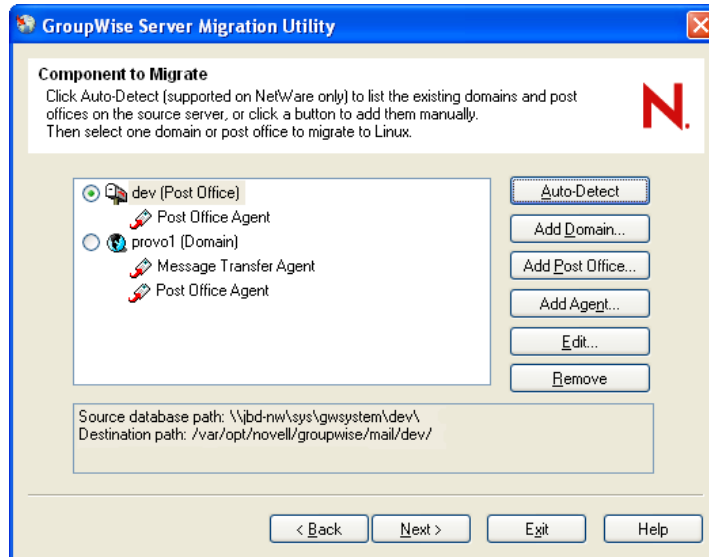 GroupWise Server Migration Utility
Component to Migrate
Click Auto-Detect (supported on NetWare only) to list the existing domains and post
offices on the source server, or click a button to add them manually.
Then select one domain or post office to migrate to Linux.
N.
dev (Post Office)
Post Office Agent
provo1 (Domain)
Message Transfer Agent
Post Office Agent
Auto-Detect
Add Domain...
Add Post Office...
Add Agent...
Edit...
Remove
Source database path: \\jbd-nw\sys\gwsystem\dev\
Destination path: /var/opt/novell/groupwise/mail/dev/
< Back
Next >
Exit
Help